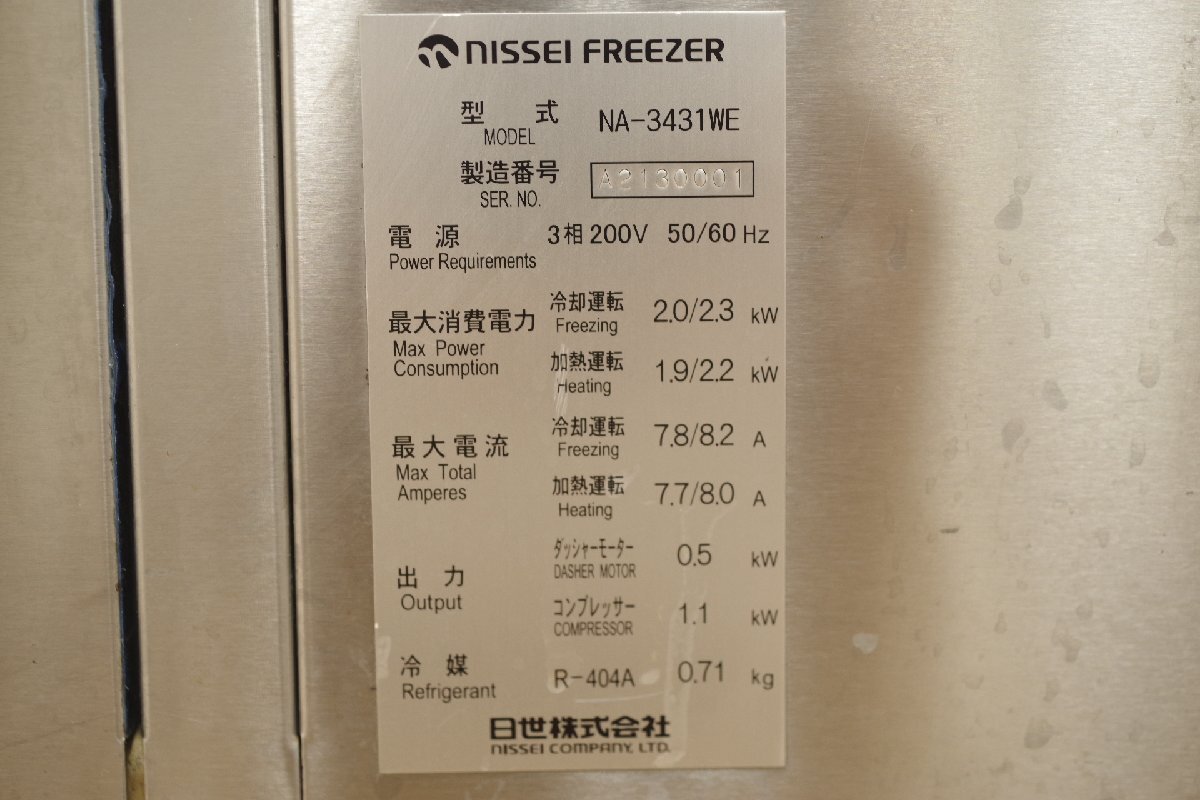 NISSEI FREEZER
型式 NA-3431WE
MODEL
製造番号 A2130001
SER. NO.
電源 3相 200V 50/60 Hz
Power Requirements
最大消費電力 冷却運転 2.0/2.3 kW
Max Power Freezing
Consumption
加熱運転 1.9/2.2 kW
Heating
最大電流 冷却運転 7.8/8.2 A
Max Total Freezing
Amperes
加熱運転 7.7/8.0 A
Heating
出力 ダッシャーモーター 0.5 kW
Output DASHER MOTOR
コンプレッサー 1.1 kW
COMPRESSOR
冷媒 R-404A 0.71 kg
Refrigerant
日世株式会社
NISSEI COMPANY, LTD.